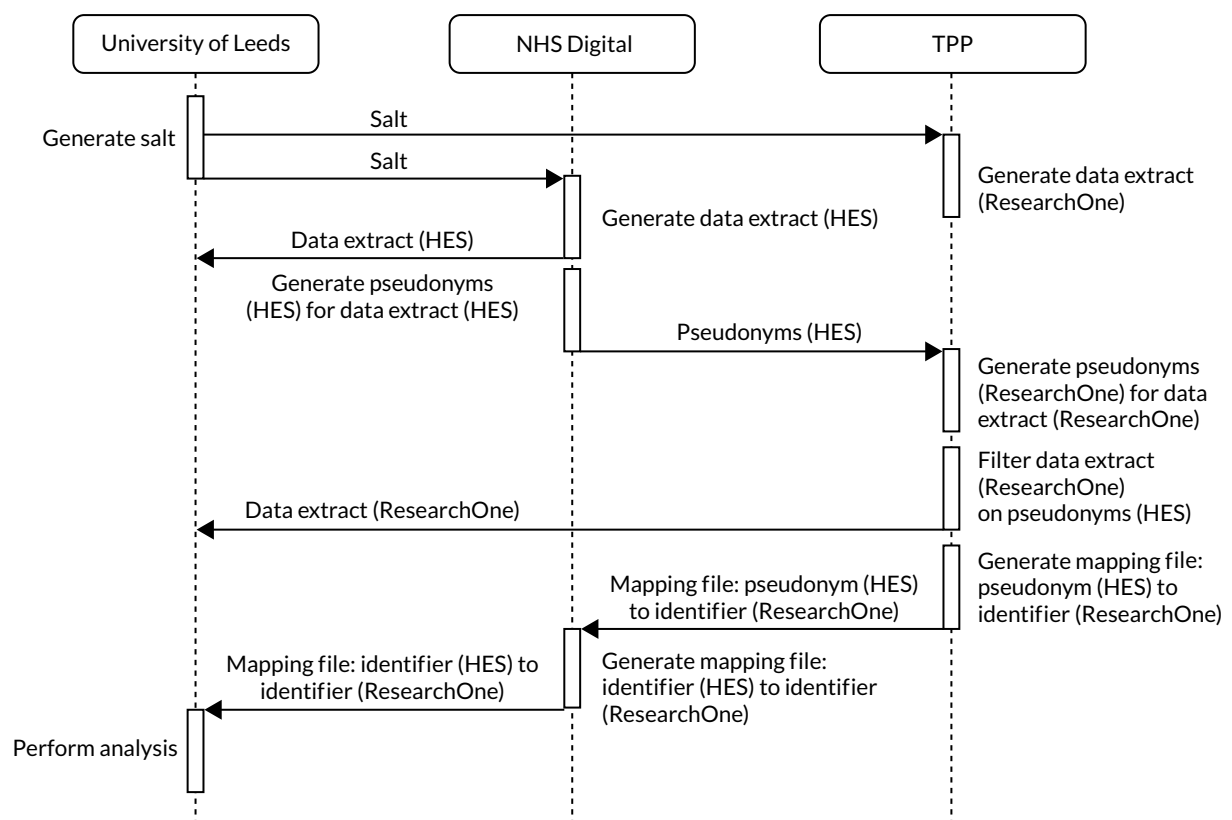 University of Leeds
NHS Digital
TPP
Salt
Generate salt
Salt
Generate data extract
(ResearchOne)
Generate data extract (HES)
Data extract (HES)
Generate pseudonyms
(HES) for data extract (HES)
Pseudonyms (HES)
Generate pseudonyms
(ResearchOne) for data
extract (ResearchOne)
Filter data extract
(ResearchOne)
on pseudonyms (HES)
Data extract (ResearchOne)
Generate mapping file:
pseudonym (HES) to
identifier (ResearchOne)
Mapping file: pseudonym (HES)
to identifier (ResearchOne)
Mapping file: identifier (HES) to
identifier (ResearchOne)
Generate mapping file:
identifier (HES) to identifier
(ResearchOne)
Perform analysis